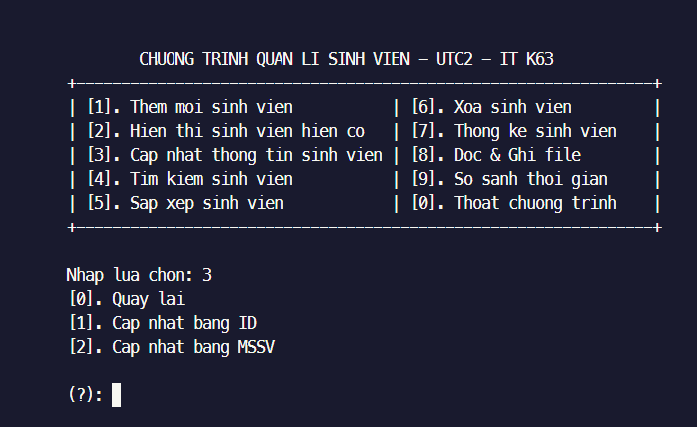 CHUONG TRINH QUAN LI SINH VIEN – UTC2 – IT K63
[1]. Them moi sinh vien | [6]. Xoa sinh vien
[2]. Hien thi sinh vien hien co | [7]. Thong ke sinh vien
[3]. Cap nhat thong tin sinh vien | [8]. Doc & Ghi file
[4]. Tim kiem sinh vien | [9]. So sanh thoi gian
[5]. Sap xep sinh vien | [0]. Thoat chuong trinh
Nhap lua chon: 3
[0]. Quay lai
[1]. Cap nhat bang ID
[2]. Cap nhat bang MSSV
(?):